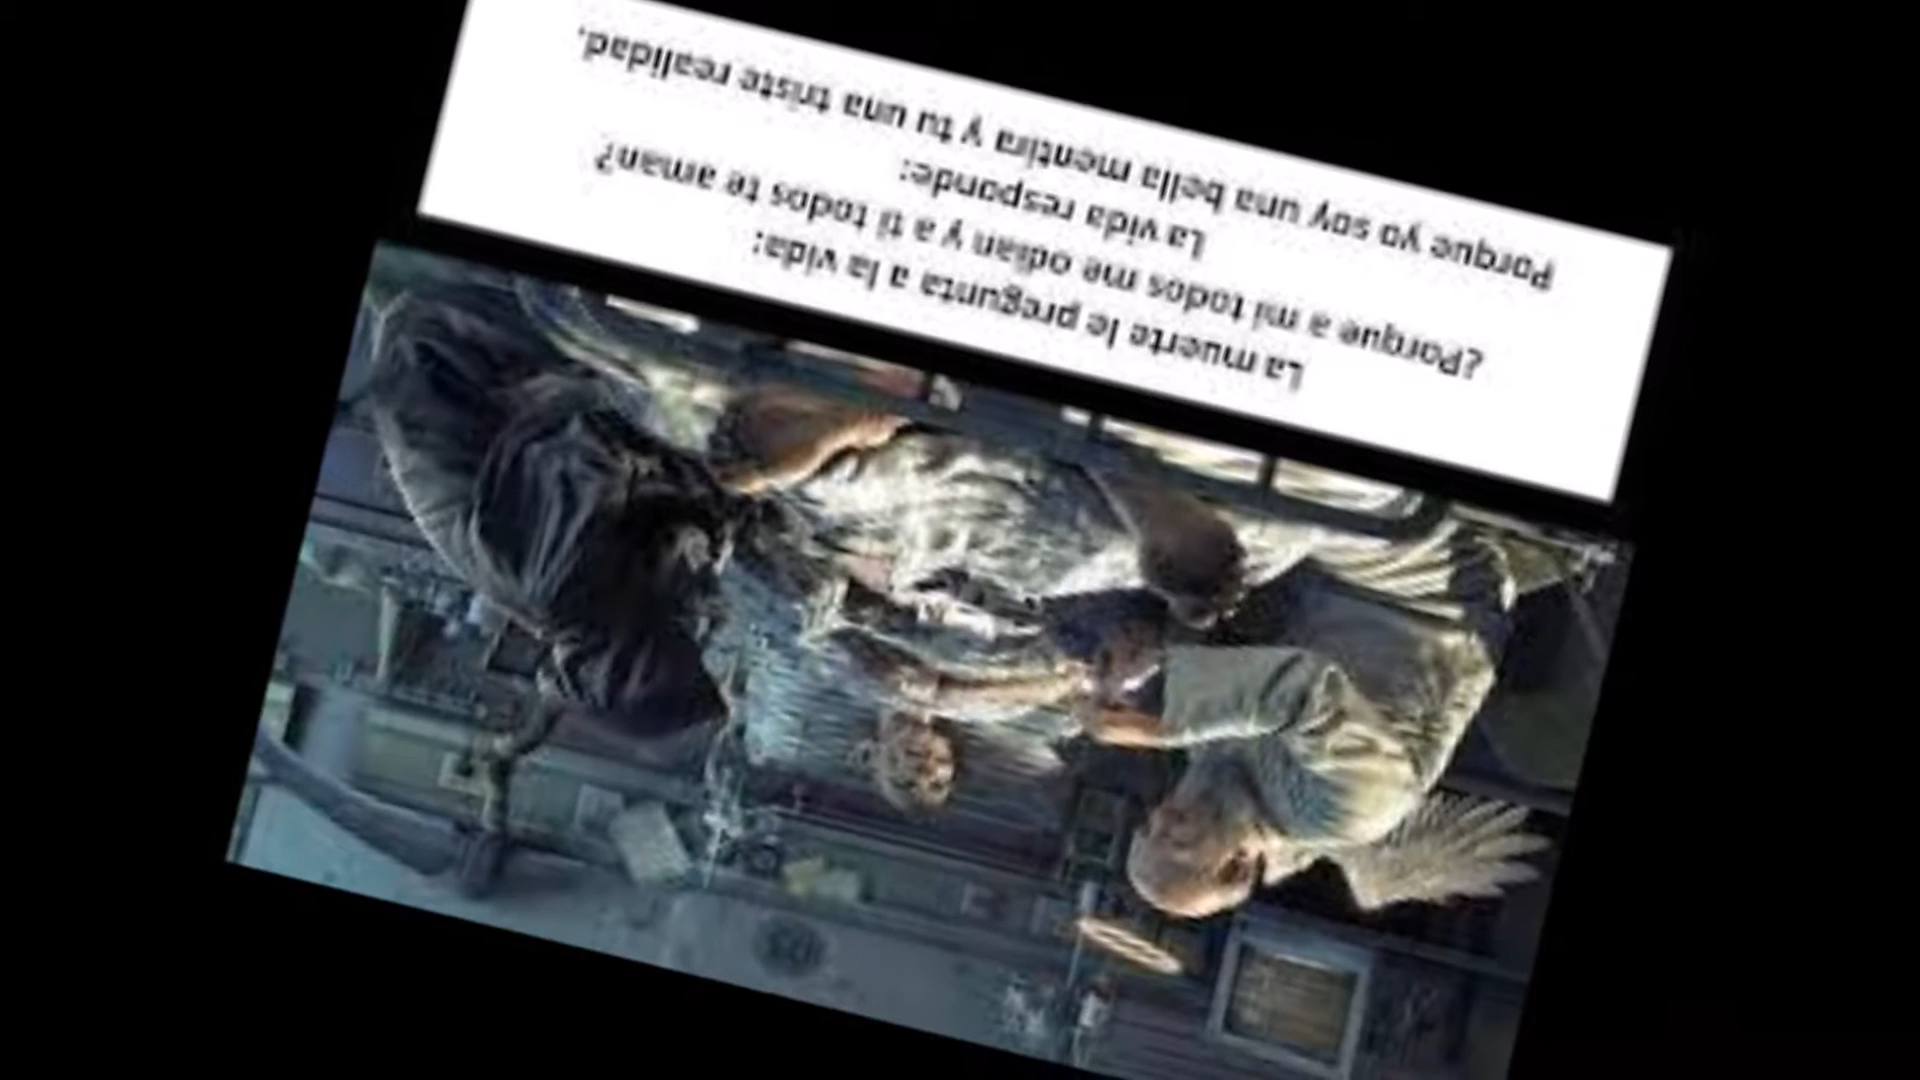 La muerte le pregunta a la vida:
¿Porque a mi todos me odian y a ti todos te aman?
La vida responde:
Porque yo soy una bella mentira y tu una triste realidad.